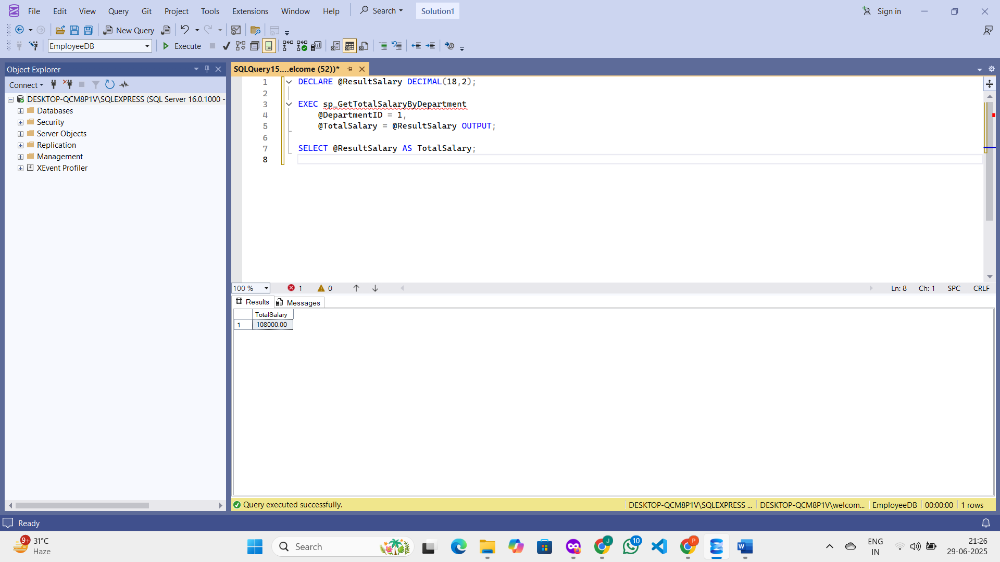 File Edit View Query Git Project Tools Extensions Window Help Search Solution1 Sign in
New Query
EmployeeDB Execute
Object Explorer
Connect
DESKTOP-QCM8P1V\SQLEXPRESS (SQL Server 16.0.1000 -
Databases
Security
Server Objects
Replication
Management
XEvent Profiler
SQLQuery15....elcome (52))*
1 DECLARE @ResultSalary DECIMAL(18,2);
2
3 EXEC sp_GetTotalSalaryByDepartment
4 @DepartmentID = 1,
5 @TotalSalary = @ResultSalary OUTPUT;
6
7 SELECT @ResultSalary AS TotalSalary;
8
100 % 1 0 Ln: 8 Ch: 1 SPC CRLF
Results Messages
TotalSalary
1 108000.00
Query executed successfully. DESKTOP-QCM8P1V\SQLEXPRESS ... DESKTOP-QCM8P1V\welcom... EmployeeDB 00:00:00 1 rows
Ready
9+ 31°C
Haze
Search
J
10
P
ENG
IN
21:26
29-06-2025